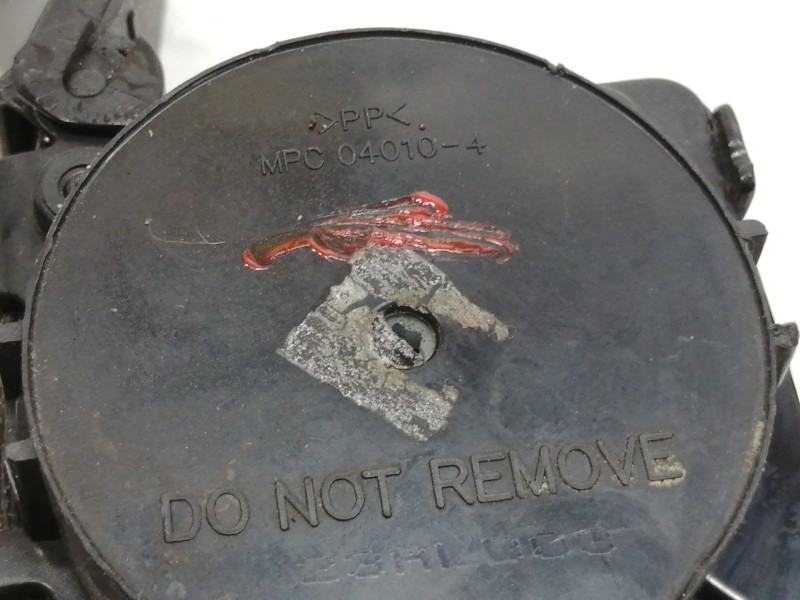 >PP<
MPC 04010-4
DO NOT REMOVE